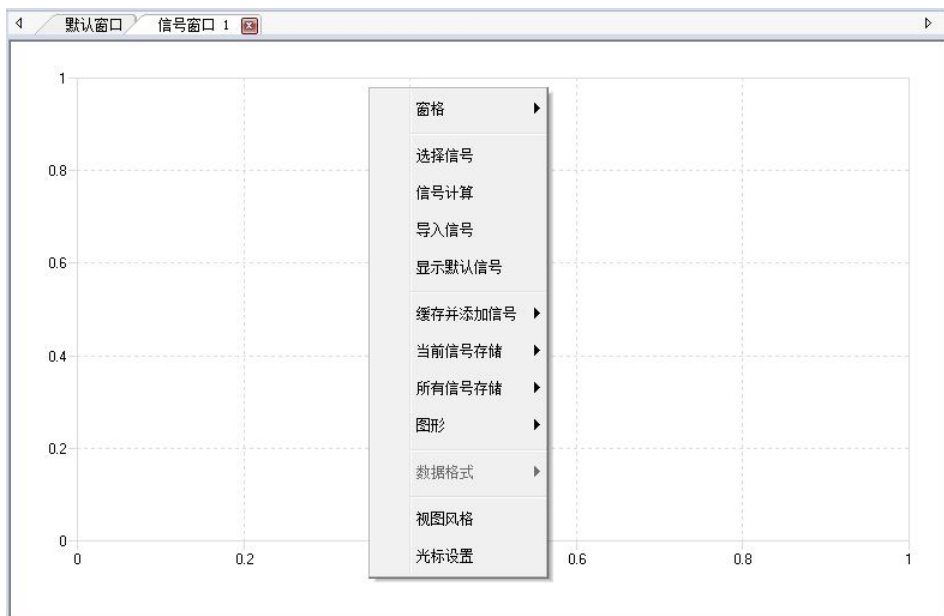 默认窗口 信号窗口 1
1
窗格
选择信号
0.8
信号计算
导入信号
0.6
显示默认信号
缓存并添加信号
0.4
当前信号存储
所有信号存储
图形
0.2
数据格式
视图风格
0
光标设置
0 0.2 0.6 0.8 1